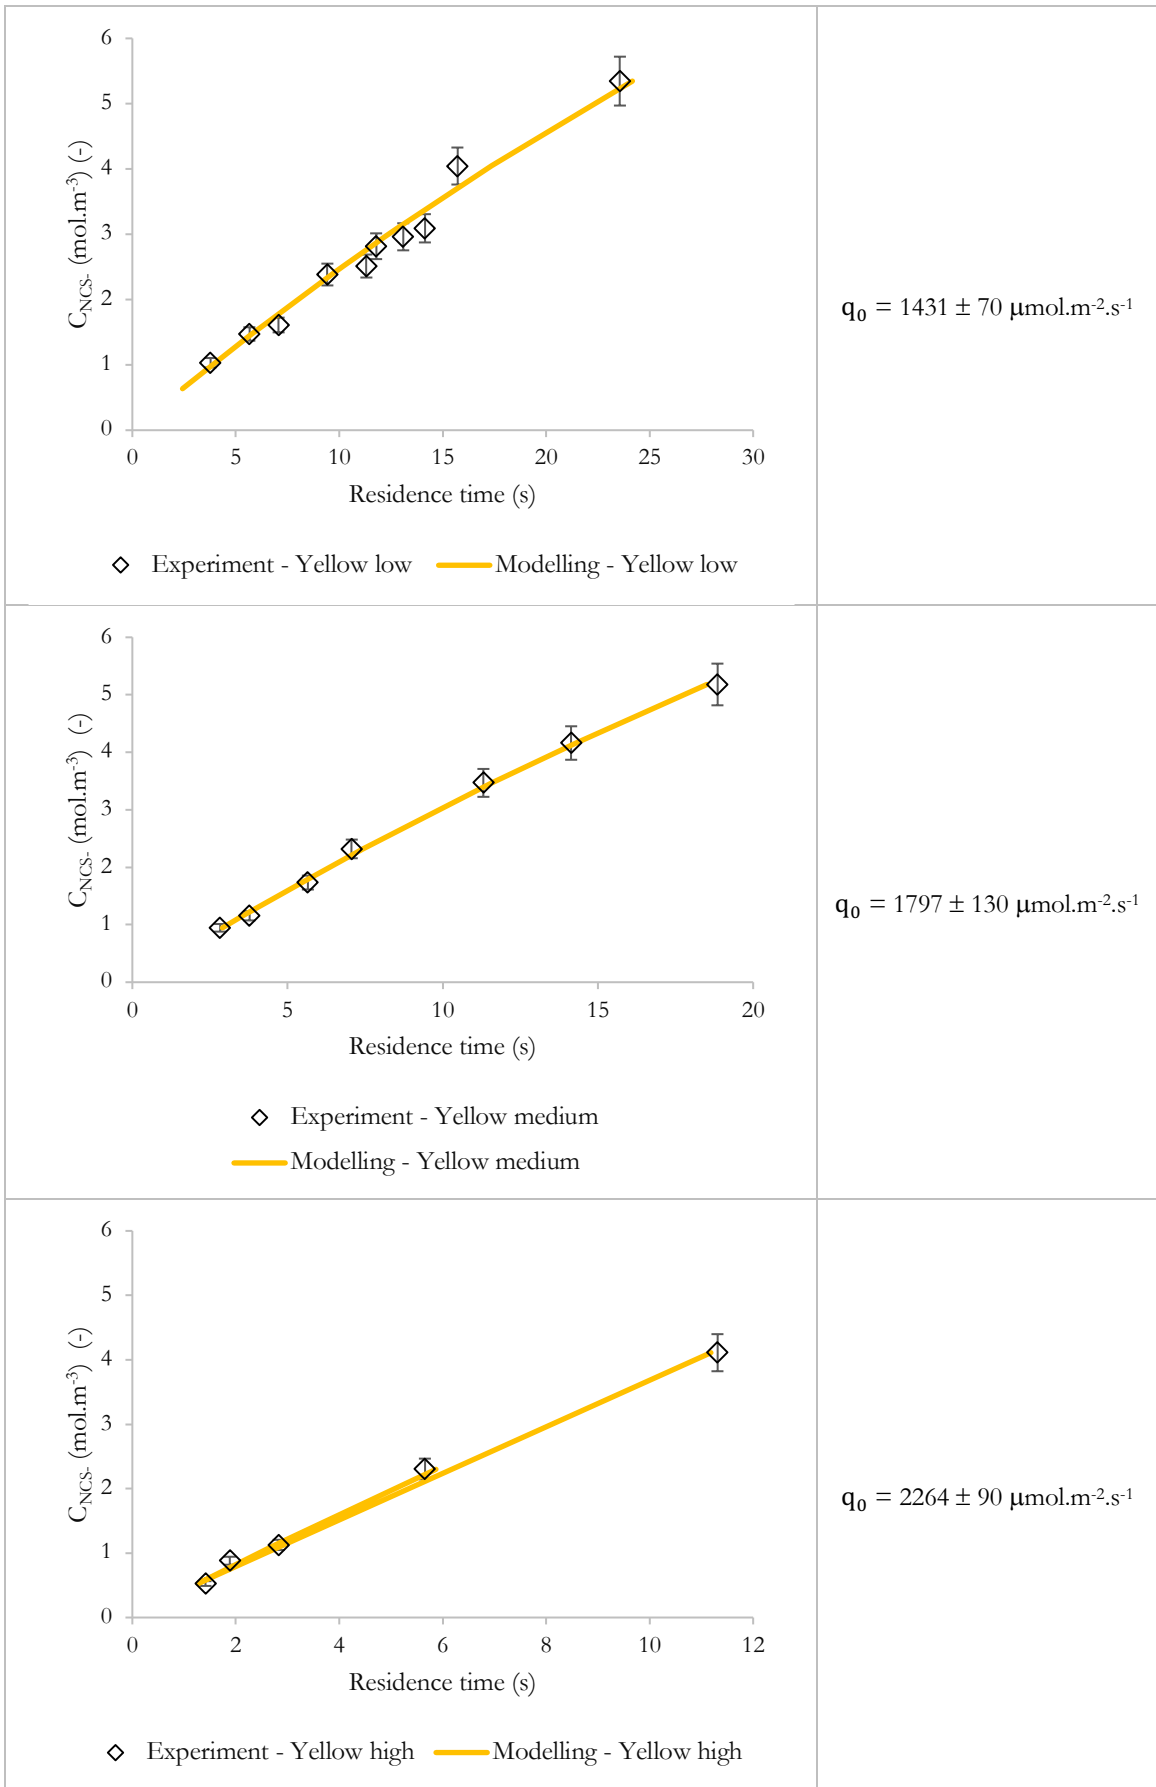 6
5
4
3
2
1
0
C_NCS- (mol.m⁻³) (-)
0 5 10 15 20 25 30
Residence time (s)
Experiment - Yellow low Modelling - Yellow low
q₀ = 1431 ± 70 µmol.m⁻².s⁻¹
6
5
4
3
2
1
0
C_NCS- (mol.m⁻³) (-)
0 5 10 15 20
Residence time (s)
Experiment - Yellow medium
Modelling - Yellow medium
q₀ = 1797 ± 130 µmol.m⁻².s⁻¹
6
5
4
3
2
1
0
C_NCS- (mol.m⁻³) (-)
0 2 4 6 8 10 12
Residence time (s)
Experiment - Yellow high Modelling - Yellow high
q₀ = 2264 ± 90 µmol.m⁻².s⁻¹